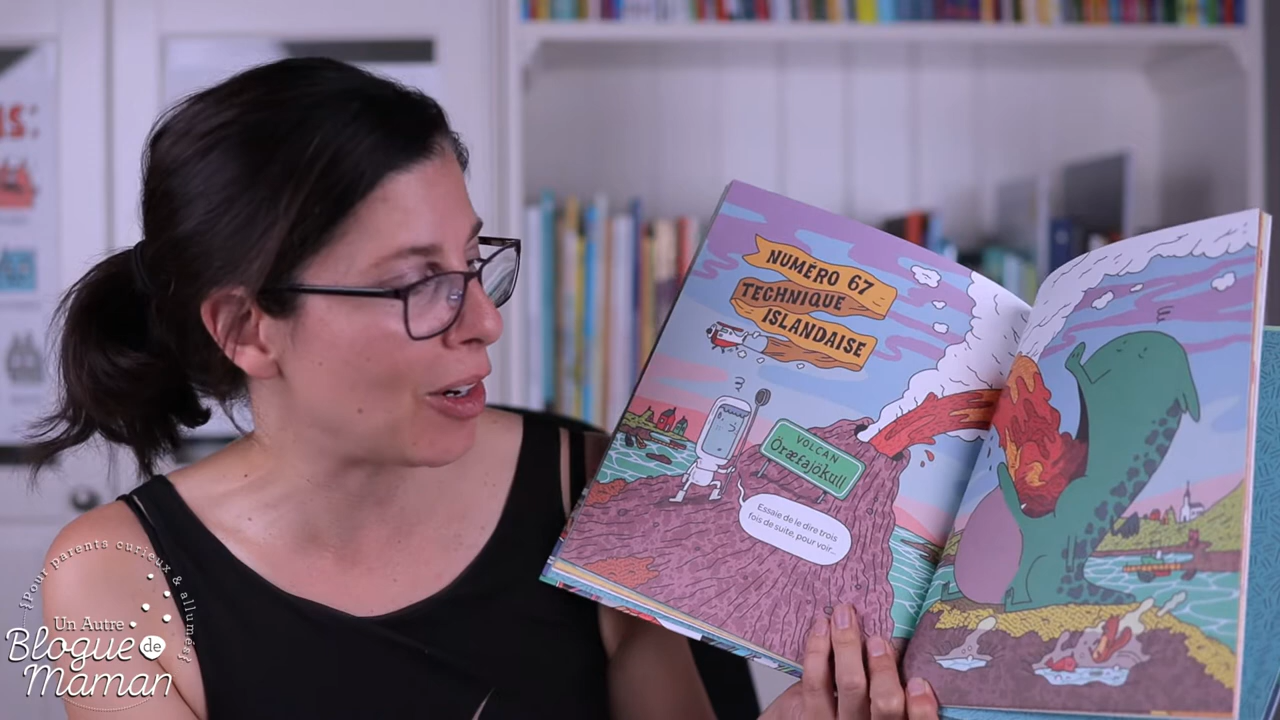 NUMÉRO 67
TECHNIQUE
ISLANDAISE
VOLCAN
Öræfajökull
Essaie de le dire trois
fois de suite, pour voir...
{Pour parents curieux & allumés}
Un Autre
Blogue de
Maman